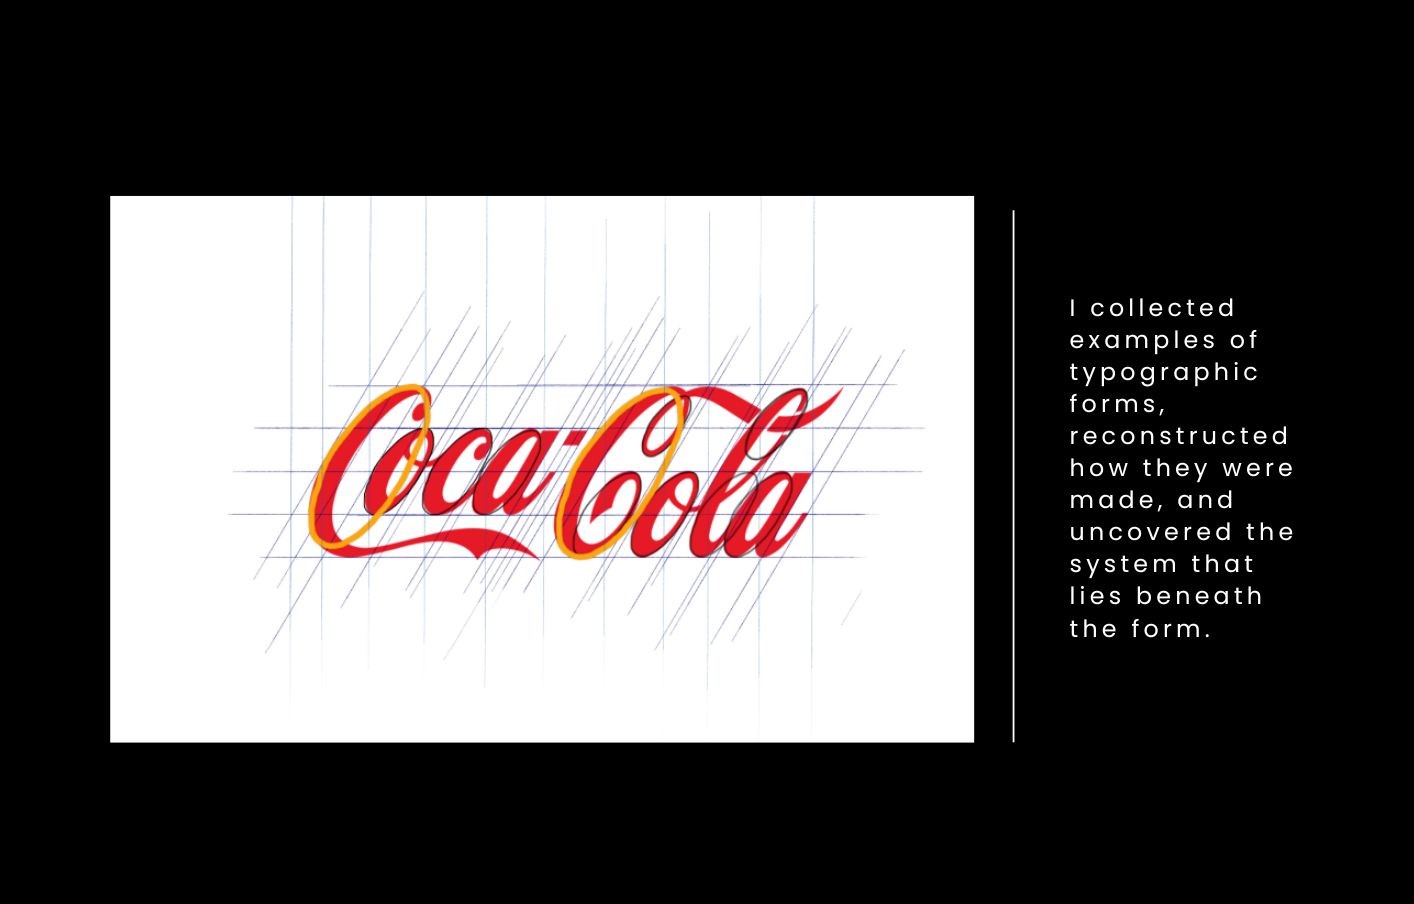 Coca-Cola
I collected
examples of
typographic
forms,
reconstructed
how they were
made, and
uncovered the
system that
lies beneath
the form.